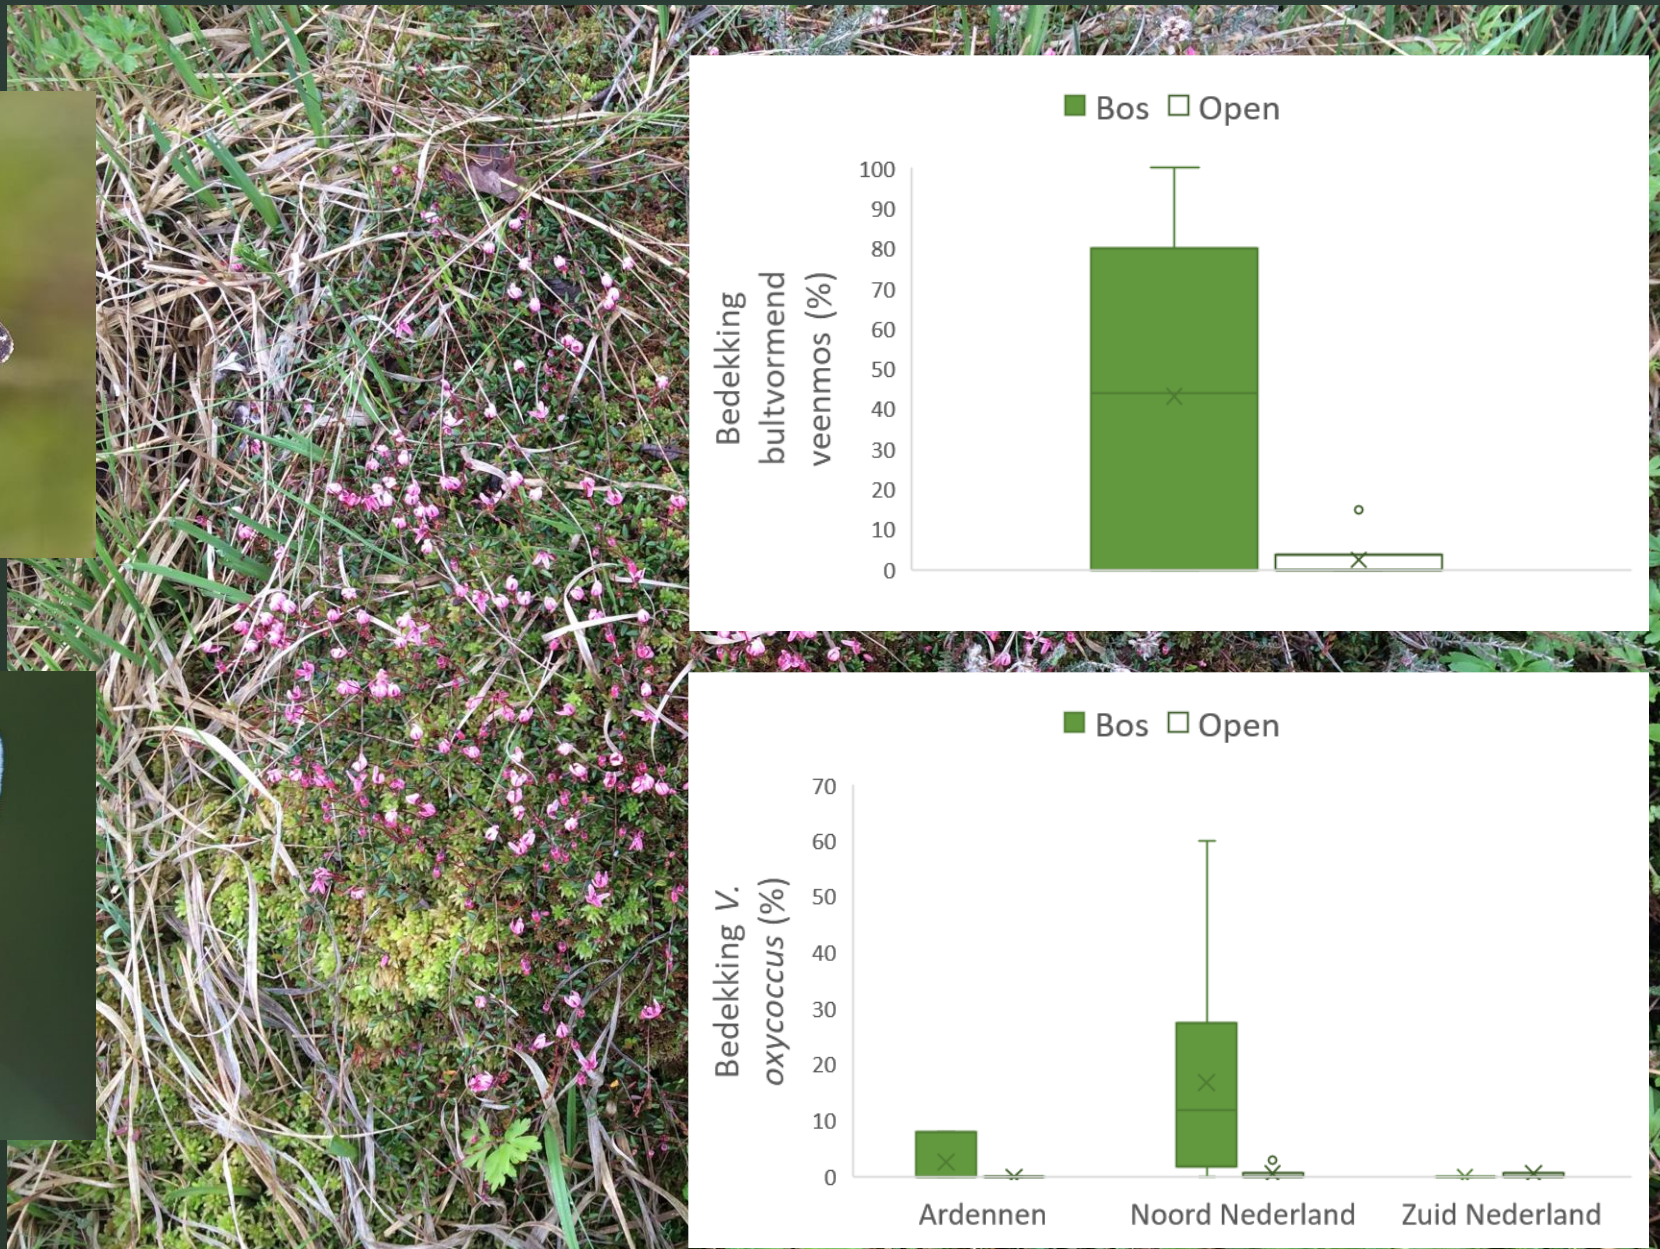 Bos Open
Bedekking
bultvormend
veenmos (%)
100
90
80
70
60
50
40
30
20
10
0
Bos Open
Bedekking V.
oxycoccus (%)
70
60
50
40
30
20
10
0
Ardennen Noord Nederland Zuid Nederland